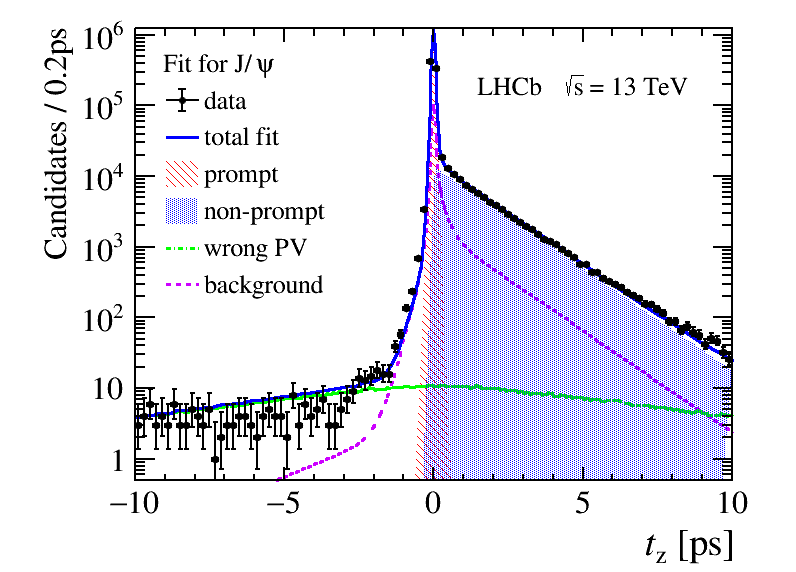 Candidates / 0.2ps
10⁶
10⁵
10⁴
10³
10²
10
1
Fit for J/ψ
data
total fit
prompt
non-prompt
wrong PV
background
LHCb √s = 13 TeV
−10 −5 0 5 10
t_z [ps]